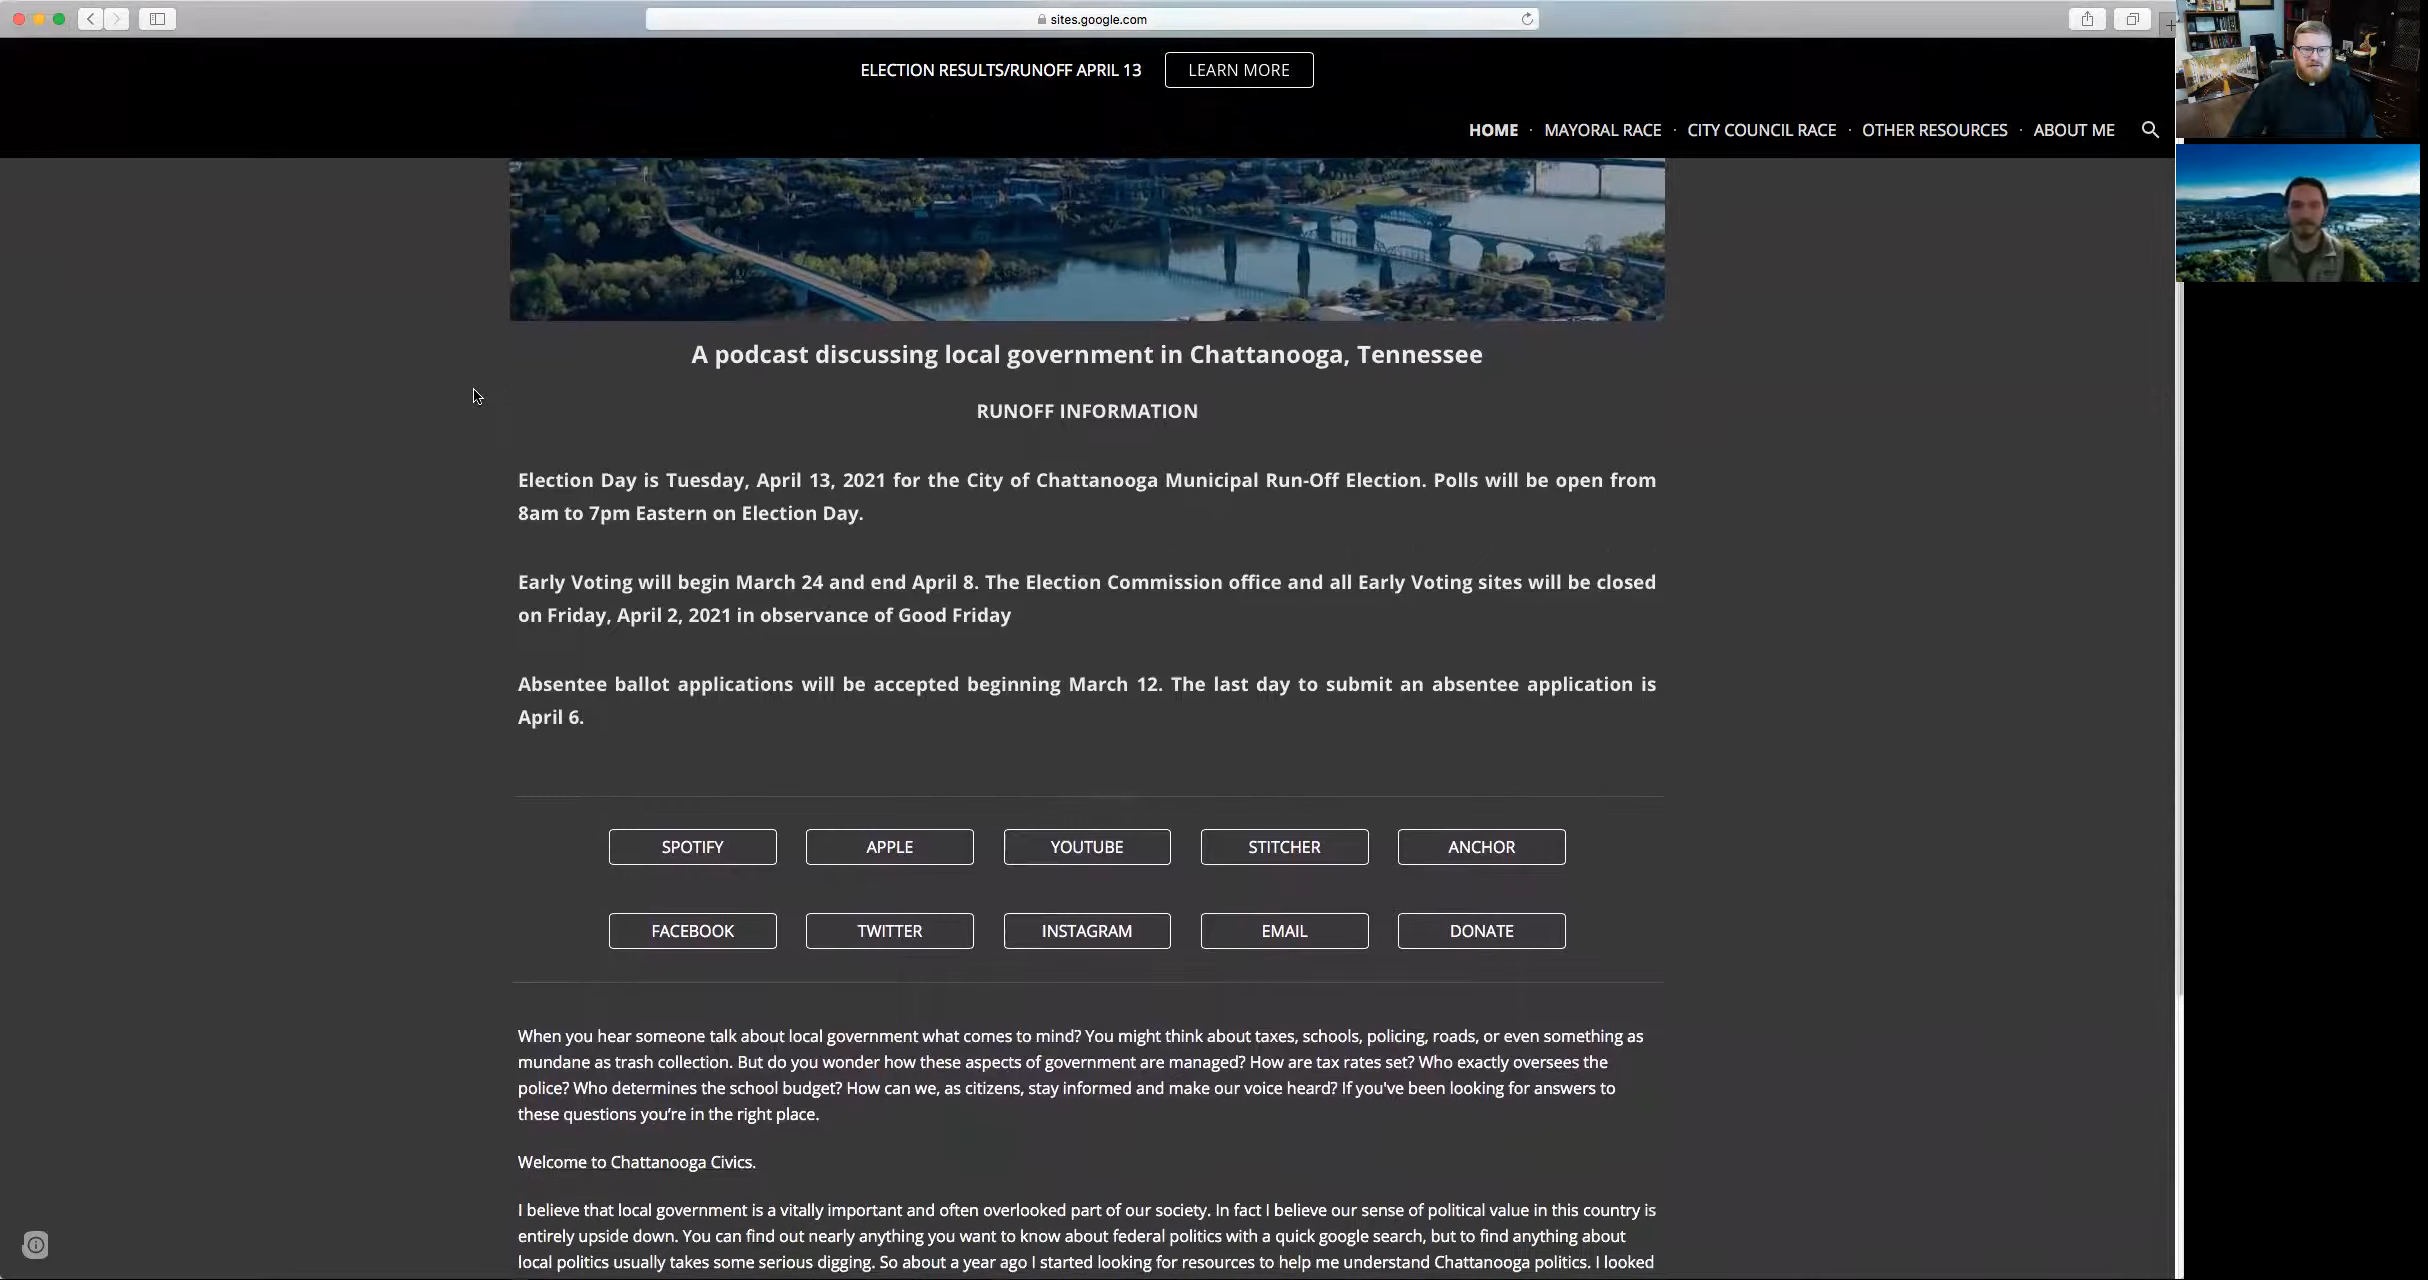 sites.google.com
ELECTION RESULTS/RUNOFF APRIL 13
LEARN MORE
HOME · MAYORAL RACE · CITY COUNCIL RACE · OTHER RESOURCES · ABOUT ME
A podcast discussing local government in Chattanooga, Tennessee
RUNOFF INFORMATION
Election Day is Tuesday, April 13, 2021 for the City of Chattanooga Municipal Run-Off Election. Polls will be open from
8am to 7pm Eastern on Election Day.
Early Voting will begin March 24 and end April 8. The Election Commission office and all Early Voting sites will be closed
on Friday, April 2, 2021 in observance of Good Friday
Absentee ballot applications will be accepted beginning March 12. The last day to submit an absentee application is
April 6.
SPOTIFY
APPLE
YOUTUBE
STITCHER
ANCHOR
FACEBOOK
TWITTER
INSTAGRAM
EMAIL
DONATE
When you hear someone talk about local government what comes to mind? You might think about taxes, schools, policing, roads, or even something as
mundane as trash collection. But do you wonder how these aspects of government are managed? How are tax rates set? Who exactly oversees the
police? Who determines the school budget? How can we, as citizens, stay informed and make our voice heard? If you've been looking for answers to
these questions you're in the right place.
Welcome to Chattanooga Civics.
I believe that local government is a vitally important and often overlooked part of our society. In fact I believe our sense of political value in this country is
entirely upside down. You can find out nearly anything you want to know about federal politics with a quick google search, but to find anything about
local politics usually takes some serious digging. So about a year ago I started looking for resources to help me understand Chattanooga politics. I looked